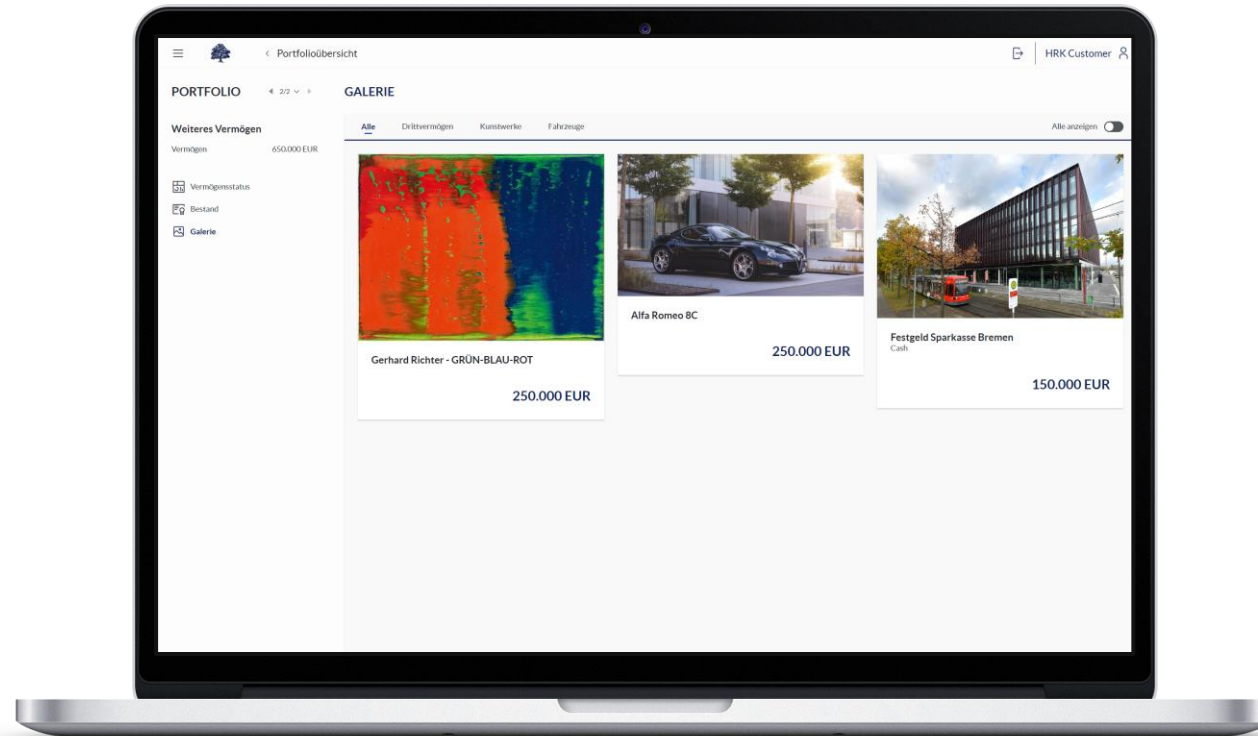 Portfolioübersicht
HRK Customer
PORTFOLIO
2/2
GALERIE
Weiteres Vermögen
Vermögen 650.000 EUR
Vermögensstatus
Bestand
Galerie
Alle Drittvermögen Kunstwerke Fahrzeuge
Alle anzeigen
Gerhard Richter - GRÜN-BLAU-ROT
250.000 EUR
Alfa Romeo 8C
250.000 EUR
Festgeld Sparkasse Bremen
Cash
150.000 EUR